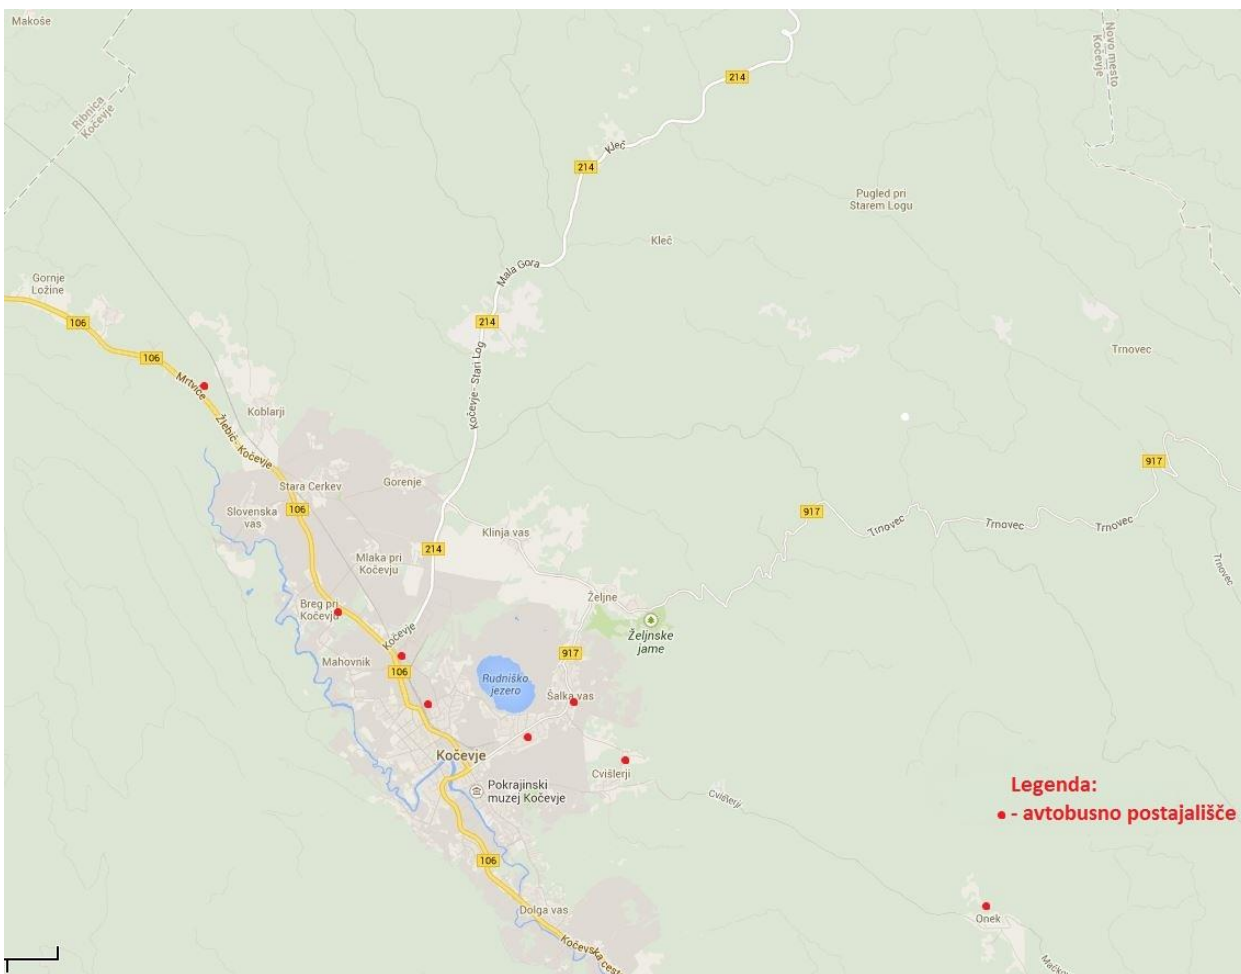 Makoše
Ribnica
Kočevje
Novo mesto
Kočevje
214
Kleč
214
Pugled pri
Starem Logu
Kleč
Mala Gora
Gornje
Ložine
106
214
106
Trnovec
Mrtvice
Kočevje - Stari Log
Koblarji
Žlebič - Kočevje
917
Stara Cerkev
Gorenje
Slovenska
vas
106
917
Trnovec
Trnovec
Trnovec
Klinja vas
214
Mlaka pri
Kočevju
Trnovec
Željne
Breg pri
Kočevju
Željnske
jame
Kočevje
917
Mahovnik
106
Rudniško
jezero
Šalka vas
Kočevje
Cvišlerji
Pokrajinski
muzej Kočevje
Cvišlerji
Legenda:
- avtobusno postajališče
106
Dolga vas
Onek
Kočevska cest
Mačko